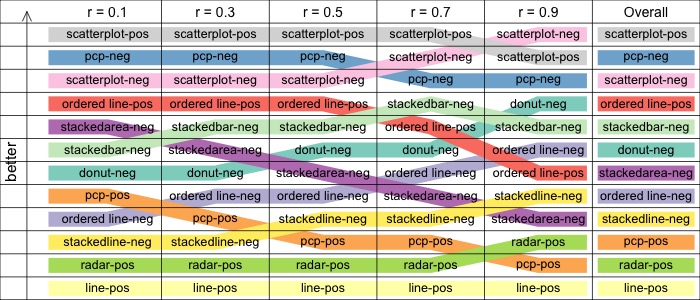 r = 0.1 r = 0.3 r = 0.5 r = 0.7 r = 0.9 Overall
scatterplot-pos scatterplot-pos scatterplot-pos scatterplot-pos scatterplot-neg scatterplot-pos
pcp-neg pcp-neg pcp-neg scatterplot-neg scatterplot-pos pcp-neg
scatterplot-neg scatterplot-neg scatterplot-neg pcp-neg pcp-neg scatterplot-neg
ordered line-pos ordered line-pos ordered line-pos stackedbar-neg donut-neg ordered line-pos
stackedarea-neg stackedbar-neg stackedbar-neg ordered line-pos stackedbar-neg stackedbar-neg
stackedbar-neg stackedarea-neg donut-neg donut-neg ordered line-neg donut-neg
donut-neg donut-neg stackedarea-neg ordered line-neg ordered line-pos stackedarea-neg
pcp-pos ordered line-neg ordered line-neg stackedarea-neg stackedline-neg ordered line-neg
ordered line-neg pcp-pos stackedline-neg stackedline-neg stackedarea-neg stackedline-neg
stackedline-neg stackedline-neg pcp-pos pcp-pos radar-pos pcp-pos
radar-pos radar-pos radar-pos radar-pos pcp-pos radar-pos
line-pos line-pos line-pos line-pos line-pos line-pos
better